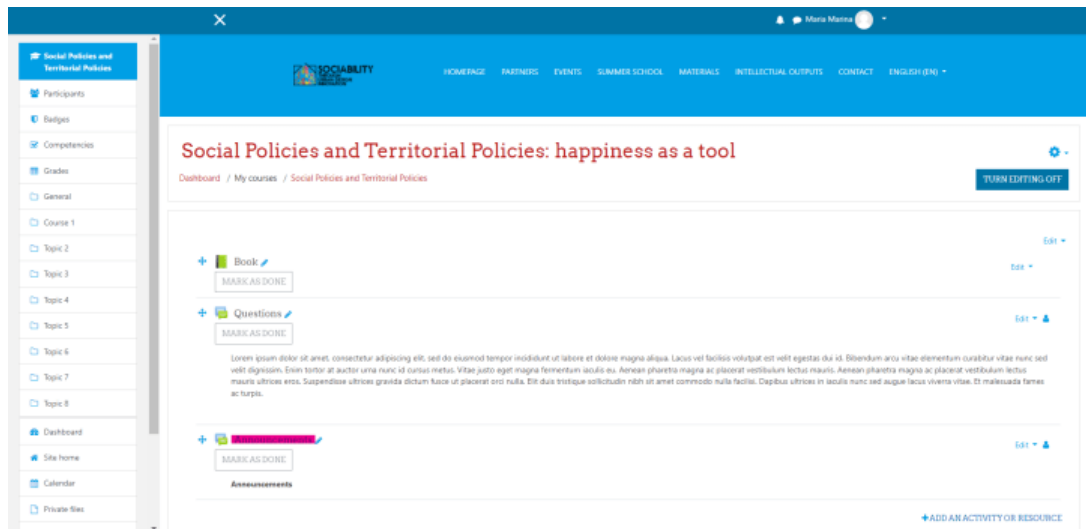 Maria Marina
Social Policies and
Territorial Policies
Participants
Badges
Competencies
Grades
General
Course 1
Topic 2
Topic 3
Topic 4
Topic 5
Topic 6
Topic 7
Topic 8
Dashboard
Site home
Calendar
Private files
SOCIABILITY
HOMEPAGE PARTNERS EVENTS SUMMER SCHOOL MATERIALS INTELLECTUAL OUTPUTS CONTACT ENGLISH (EN)
Social Policies and Territorial Policies: happiness as a tool
Dashboard / My courses / Social Policies and Territorial Policies
TURN EDITING OFF
Edit
Book
Edit
MARK AS DONE
Questions
Edit
MARK AS DONE
Lorem ipsum dolor sit amet, consectetur adipiscing elit, sed do eiusmod tempor incididunt ut labore et dolore magna aliqua. Lacus vel facilisis volutpat est velit egestas dui id. Bibendum arcu vitae elementum curabitur vitae nunc sed
velit dignissim. Enim tortor at auctor urna nunc id cursus metus. Vitae justo eget magna fermentum iaculis eu. Aenean pharetra magna ac placerat vestibulum lectus mauris. Aenean pharetra magna ac placerat vestibulum lectus
mauris ultrices eros. Suspendisse ultrices gravida dictum fusce ut placerat orci nulla. Elit duis tristique sollicitudin nibh sit amet commodo nulla facilisi. Dapibus ultrices in iaculis nunc sed augue lacus viverra vitae. Et malesuada fames
ac turpis.
Announcements
Edit
MARK AS DONE
Announcements
+ADD AN ACTIVITY OR RESOURCE